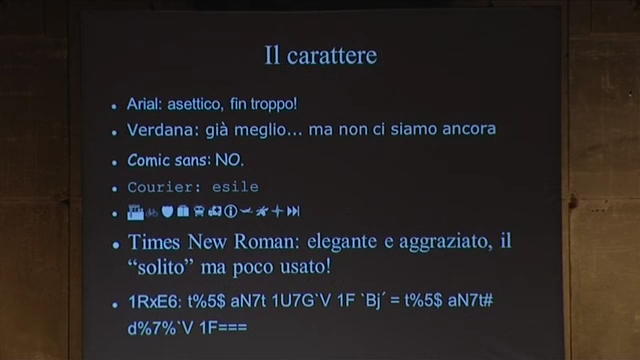 Il carattere
Arial: asettico, fin troppo!
Verdana: già meglio... ma non ci siamo ancora
Comic sans: NO.
Courier: esile
Times New Roman: elegante e aggraziato, il
“solito” ma poco usato!
1RxE6: t%5$ aN7t 1U7G`V 1F `Bj´ = t%5$ aN7t#
d%7%`V 1F===